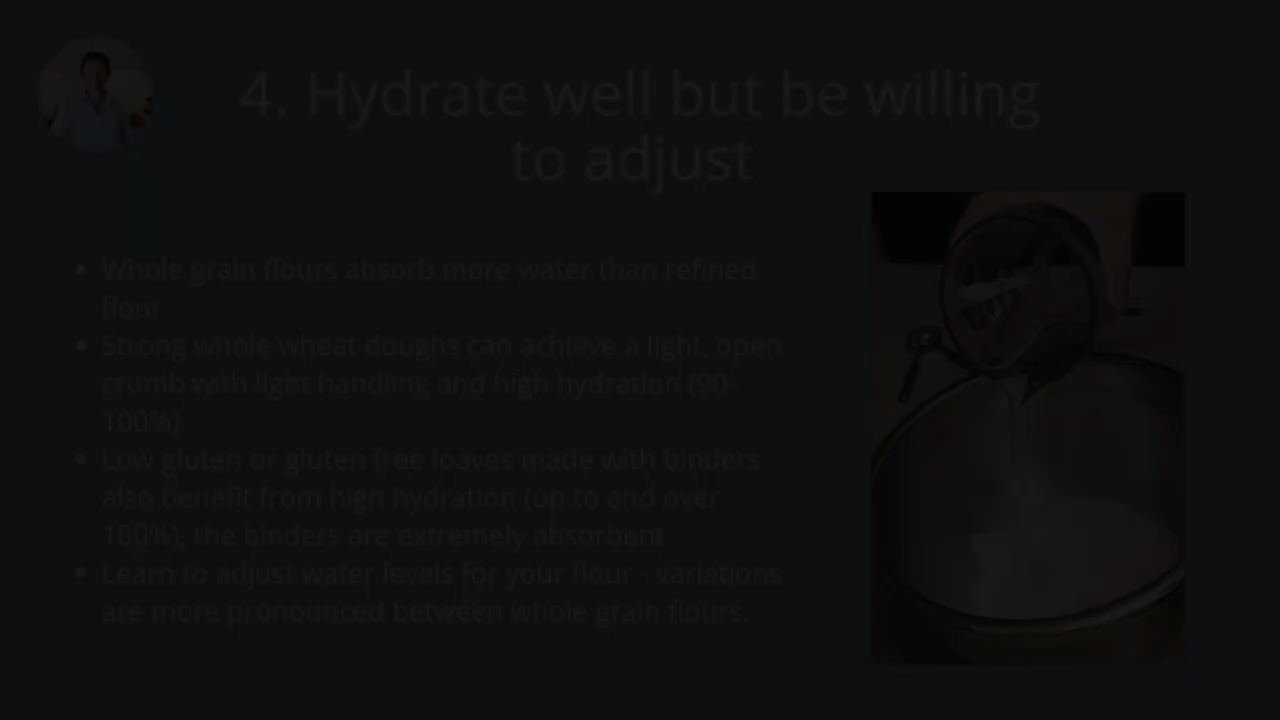 4. Hydrate well but be willing
to adjust
• Whole grain flours absorb more water than refined
flour
• Strong whole wheat doughs can achieve a light, open
crumb with light handling and high hydration (90-
100%)
• Low gluten or gluten free loaves made with binders
also benefit from high hydration (up to and over
100%), the binders are extremely absorbent
• Learn to adjust water levels for your flour - variations
are more pronounced between whole grain flours.